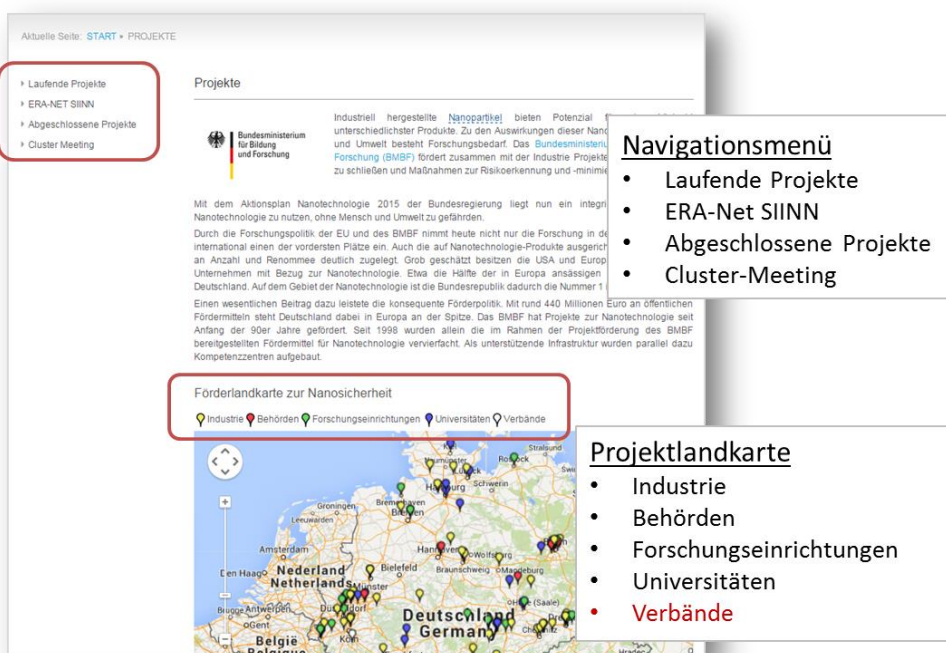 Aktuelle Seite: START • PROJEKTE
Laufende Projekte
ERA-NET SIINN
Abgeschlossene Projekte
Cluster Meeting
Projekte
Bundesministerium
für Bildung
und Forschung
Industriell hergestellte Nanopartikel bieten Potenzial
unterschiedlichster Produkte. Zu den Auswirkungen dieser
und Umwelt besteht Forschungsbedarf. Das
Forschung (BMBF) fördert zusammen mit der Industrie Projekte
zu schließen und Maßnahmen zur Risikoerkennung und
Mit dem Aktionsplan Nanotechnologie 2015 der Bundesregierung liegt nun ein
Nanotechnologie zu nutzen, ohne Mensch und Umwelt zu gefährden.
Durch die Forschungspolitik der EU und des BMBF nimmt heute nicht nur die Forschung in
international einen der vordersten Plätze ein. Auch die auf Nanotechnologie-Produkte
an Anzahl und Renommee deutlich zugelegt. Grob geschätzt besitzen die USA und
Unternehmen mit Bezug zur Nanotechnologie. Etwa die Hälfte der in Europa ansässigen
Deutschland. Auf dem Gebiet der Nanotechnologie ist die Bundesrepublik dadurch die Nummer 1
Einen wesentlichen Beitrag dazu leistete die konsequente Förderpolitik. Mit rund 440 Millionen Euro an öffentlichen
Fördermitteln steht Deutschland dabei in Europa an der Spitze. Das BMBF hat Projekte zur Nanotechnologie seit
Anfang der 90er Jahre gefördert. Seit 1998 wurden allein die im Rahmen der Projektförderung des BMBF
bereitgestellten Fördermittel für Nanotechnologie vervierfacht. Als unterstützende Infrastruktur wurden parallel dazu
Kompetenzzentren aufgebaut.
Navigationsmenü
• Laufende Projekte
• ERA-Net SIINN
• Abgeschlossene Projekte
• Cluster-Meeting
Förderlandkarte zur Nanosicherheit
Industrie Behörden Forschungseinrichtungen Universitäten Verbände
Stralsund
Schwerin
Groningen
Leeuwarden
Amsterdam
Den Haag
Nederland
Netherlands
Bielefeld
Braunschweig
Wolfsburg
Magdeburg
Münster
Brugge Antwerpen
Düsseldorf
(Saale)
Gent
Köln
Deutschland
Germany
Chemnitz
België
Belgique
Projektlandkarte
• Industrie
• Behörden
• Forschungseinrichtungen
• Universitäten
• Verbände